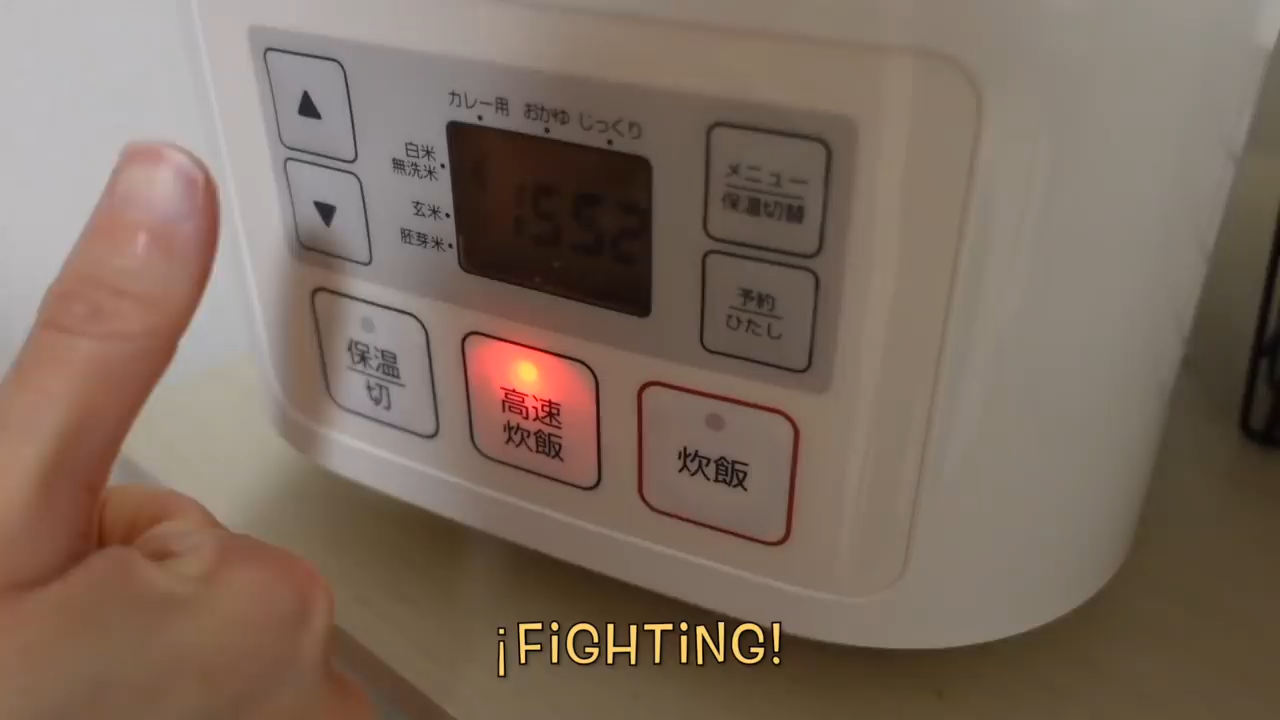 ▲
カレー用 おかゆ じっくり
白米
無洗米
玄米
胚芽米
1552
▼
メニュー
保温切替
予約
ひたし
保温
切
高速
炊飯
炊飯
¡FiGHTiNG!